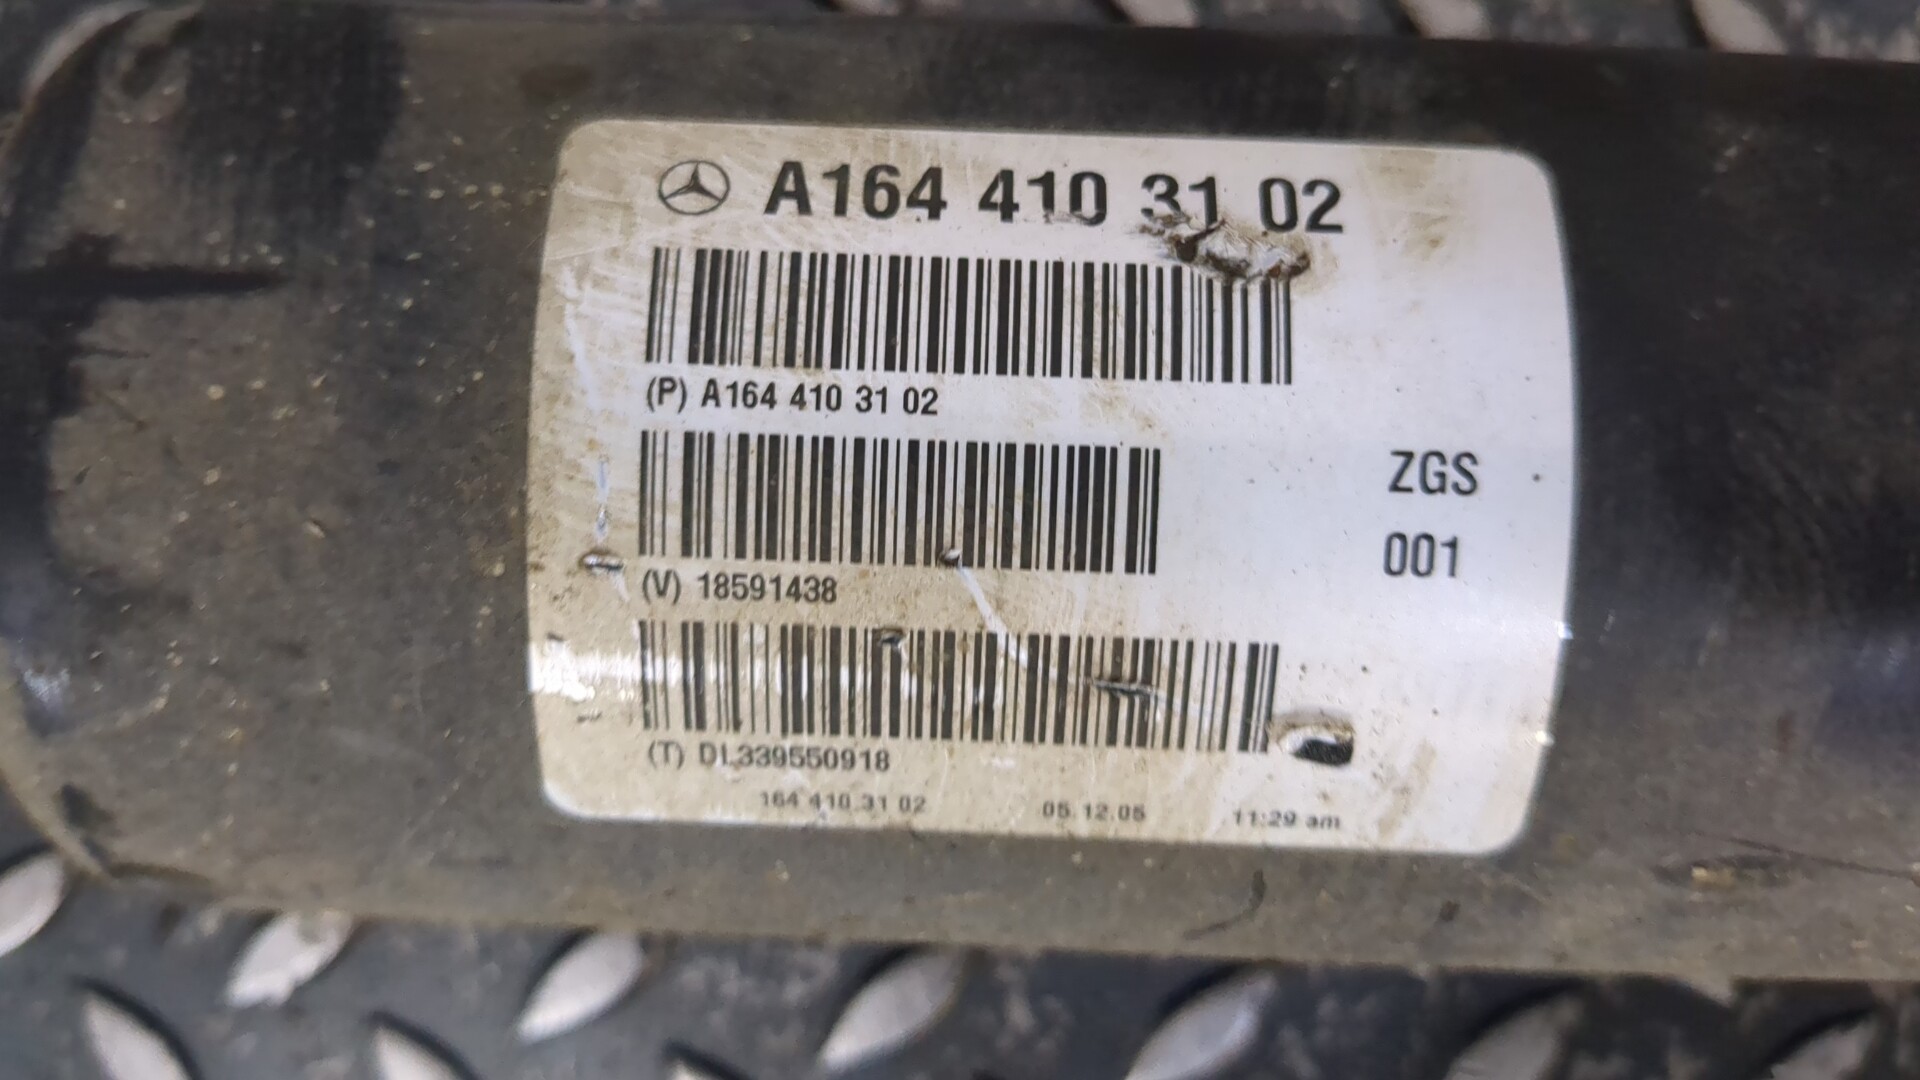 A164 410 31 02
(P) A164 410 31 02
ZGS
001
(V) 18591438
(T) DL339550918
164 410 31 02 05.12.05 11:29 am